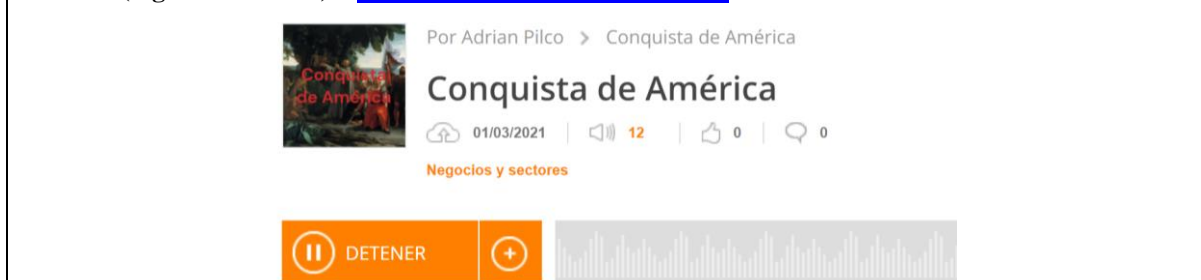 Por Adrian Pilco > Conquista de América
Conquista
de América
Conquista de América
01/03/2021 12 0 0
Negocios y sectores
DETENER